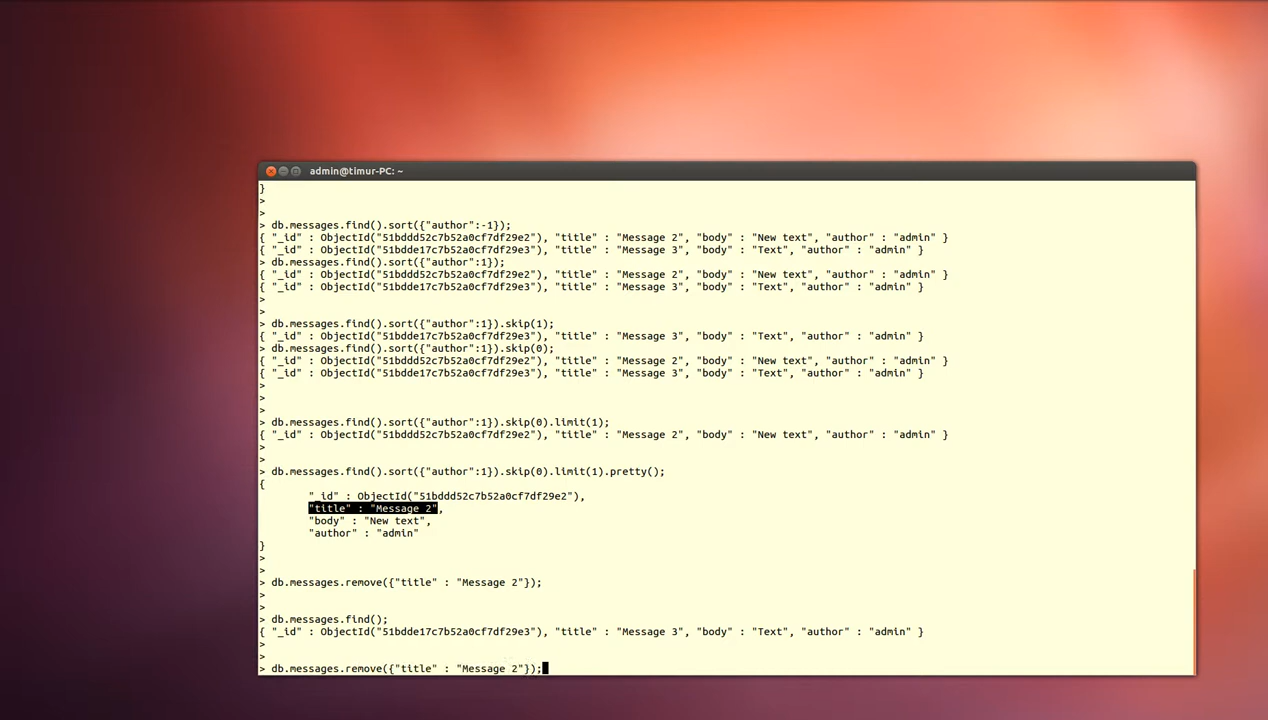 admin@timur-PC: ~
}
>
>
> db.messages.find().sort({"author":-1});
{ "_id" : ObjectId("51bddd52c7b52a0cf7df29e2"), "title" : "Message 2", "body" : "New text", "author" : "admin" }
{ "_id" : ObjectId("51bdde17c7b52a0cf7df29e3"), "title" : "Message 3", "body" : "Text", "author" : "admin" }
> db.messages.find().sort({"author":1});
{ "_id" : ObjectId("51bddd52c7b52a0cf7df29e2"), "title" : "Message 2", "body" : "New text", "author" : "admin" }
{ "_id" : ObjectId("51bdde17c7b52a0cf7df29e3"), "title" : "Message 3", "body" : "Text", "author" : "admin" }
>
>
> db.messages.find().sort({"author":1}).skip(1);
{ "_id" : ObjectId("51bdde17c7b52a0cf7df29e3"), "title" : "Message 3", "body" : "Text", "author" : "admin" }
> db.messages.find().sort({"author":1}).skip(0);
{ "_id" : ObjectId("51bddd52c7b52a0cf7df29e2"), "title" : "Message 2", "body" : "New text", "author" : "admin" }
{ "_id" : ObjectId("51bdde17c7b52a0cf7df29e3"), "title" : "Message 3", "body" : "Text", "author" : "admin" }
>
>
>
> db.messages.find().sort({"author":1}).skip(0).limit(1);
{ "_id" : ObjectId("51bddd52c7b52a0cf7df29e2"), "title" : "Message 2", "body" : "New text", "author" : "admin" }
>
>
> db.messages.find().sort({"author":1}).skip(0).limit(1).pretty();
{
"_id" : ObjectId("51bddd52c7b52a0cf7df29e2"),
"title" : "Message 2",
"body" : "New text",
"author" : "admin"
}
>
>
> db.messages.remove({"title" : "Message 2"});
>
>
> db.messages.find();
{ "_id" : ObjectId("51bdde17c7b52a0cf7df29e3"), "title" : "Message 3", "body" : "Text", "author" : "admin" }
>
>
> db.messages.remove({"title" : "Message 2"});